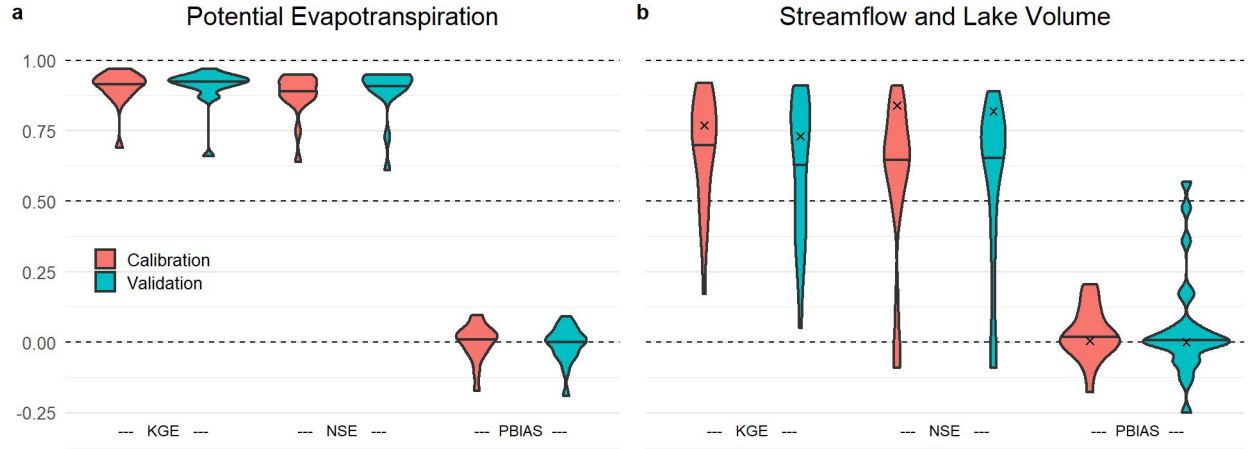 a Potential Evapotranspiration
b Streamflow and Lake Volume
1.00
0.75
0.50
0.25
0.00
-0.25
Calibration
Validation
--- KGE --- --- NSE --- --- PBIAS ---
--- KGE --- --- NSE --- --- PBIAS ---